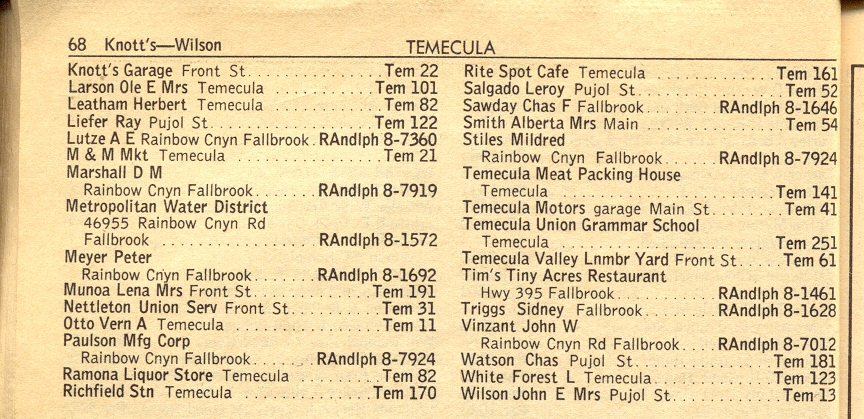 68 Knott's—Wilson
TEMECULA
Knott's Garage Front St. . . . . . . . . . . . . Tem 22
Larson Ole E Mrs Temecula . . . . . . . . . . Tem 101
Leatham Herbert Temecula . . . . . . . . . . . Tem 82
Liefer Ray Pujol St. . . . . . . . . . . . . . . Tem 122
Lutze A E Rainbow Cnyn Fallbrook . RAndlph 8-7360
M & M Mkt Temecula . . . . . . . . . . . . . . Tem 21
Marshall D M
Rainbow Cnyn Fallbrook . . . . . . RAndlph 8-7919
Metropolitan Water District
46955 Rainbow Cnyn Rd
Fallbrook . . . . . . . . . . . . . . RAndlph 8-1572
Meyer Peter
Rainbow Cnyn Fallbrook . . . . . . RAndlph 8-1692
Munoa Lena Mrs Front St. . . . . . . . . . . Tem 191
Nettleton Union Serv Front St. . . . . . . . . Tem 31
Otto Vern A Temecula . . . . . . . . . . . . . Tem 11
Paulson Mfg Corp
Rainbow Cnyn Fallbrook . . . . . . RAndlph 8-7924
Ramona Liquor Store Temecula . . . . . . . . Tem 82
Richfield Stn Temecula . . . . . . . . . . . Tem 170
Rite Spot Cafe Temecula . . . . . . . . . . . Tem 161
Salgado Leroy Pujol St. . . . . . . . . . . . . Tem 52
Sawday Chas F Fallbrook . . . . . . RAndlph 8-1646
Smith Alberta Mrs Main . . . . . . . . . . . . Tem 54
Stiles Mildred
Rainbow Cnyn Fallbrook . . . . . . RAndlph 8-7924
Temecula Meat Packing House
Temecula . . . . . . . . . . . . . . . . . . Tem 141
Temecula Motors garage Main St. . . . . . . . Tem 41
Temecula Union Grammar School
Temecula . . . . . . . . . . . . . . . . . . Tem 251
Temecula Valley Lnmbr Yard Front St. . . . . Tem 61
Tim's Tiny Acres Restaurant
Hwy 395 Fallbrook . . . . . . . . . RAndlph 8-1461
Triggs Sidney Fallbrook . . . . . . . RAndlph 8-1628
Vinzant John W
Rainbow Cnyn Rd Fallbrook . . . . RAndlph 8-7012
Watson Chas Pujol St. . . . . . . . . . . . . Tem 181
White Forest L Temecula . . . . . . . . . . . Tem 123
Wilson John E Mrs Pujol St. . . . . . . . . . . Tem 13